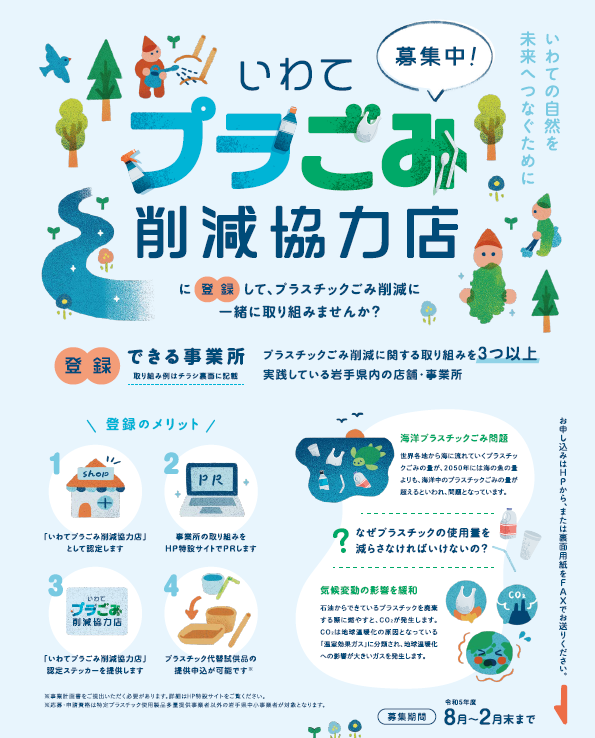 募集中!
いわての自然を
未来へつなぐために
いわて
プラごみ
削減協力店
に 登録 して、プラスチックごみ削減に
一緒に取り組みませんか?
登録 できる事業所
取り組み例はチラシ裏面に記載
プラスチックごみ削減に関する取り組みを3つ以上
実践している岩手県内の店舗・事業所
登録のメリット
1
shop
「いわてプラごみ削減協力店」
として認定します
2
PR
事業所の取り組みを
HP特設サイトでPRします
3
いわて
プラごみ
削減協力店
「いわてプラごみ削減協力店」
認定ステッカーを提供します
4
プラスチック代替試供品の
提供申込が可能です※
海洋プラスチックごみ問題
世界各地から海に流れていくプラスチッ
クごみの量が、2050年には海の魚の量
よりも、海洋中のプラスチックごみの量が
超えるといわれ、問題となっています。
? なぜプラスチックの使用量を
減らさなければいけないの?
気候変動の影響を緩和
石油からできているプラスチックを廃棄
する際に燃やすと、CO₂が発生します。
CO₂は地球温暖化の原因となっている
「温室効果ガス」に分類され、地球温暖化
への影響が大きいガスを発生します。
CO₂
お申し込みはHPから、または裏面用紙をFAXでお送りください。
※事業計画書をご提出いただく必要があります。詳細はHP特設サイトをご覧ください。
※応募・申請資格は特定プラスチック使用製品多量提供事業者以外の岩手県中小事業者が対象となります。
募集期間
令和5年度
8月〜2月末まで